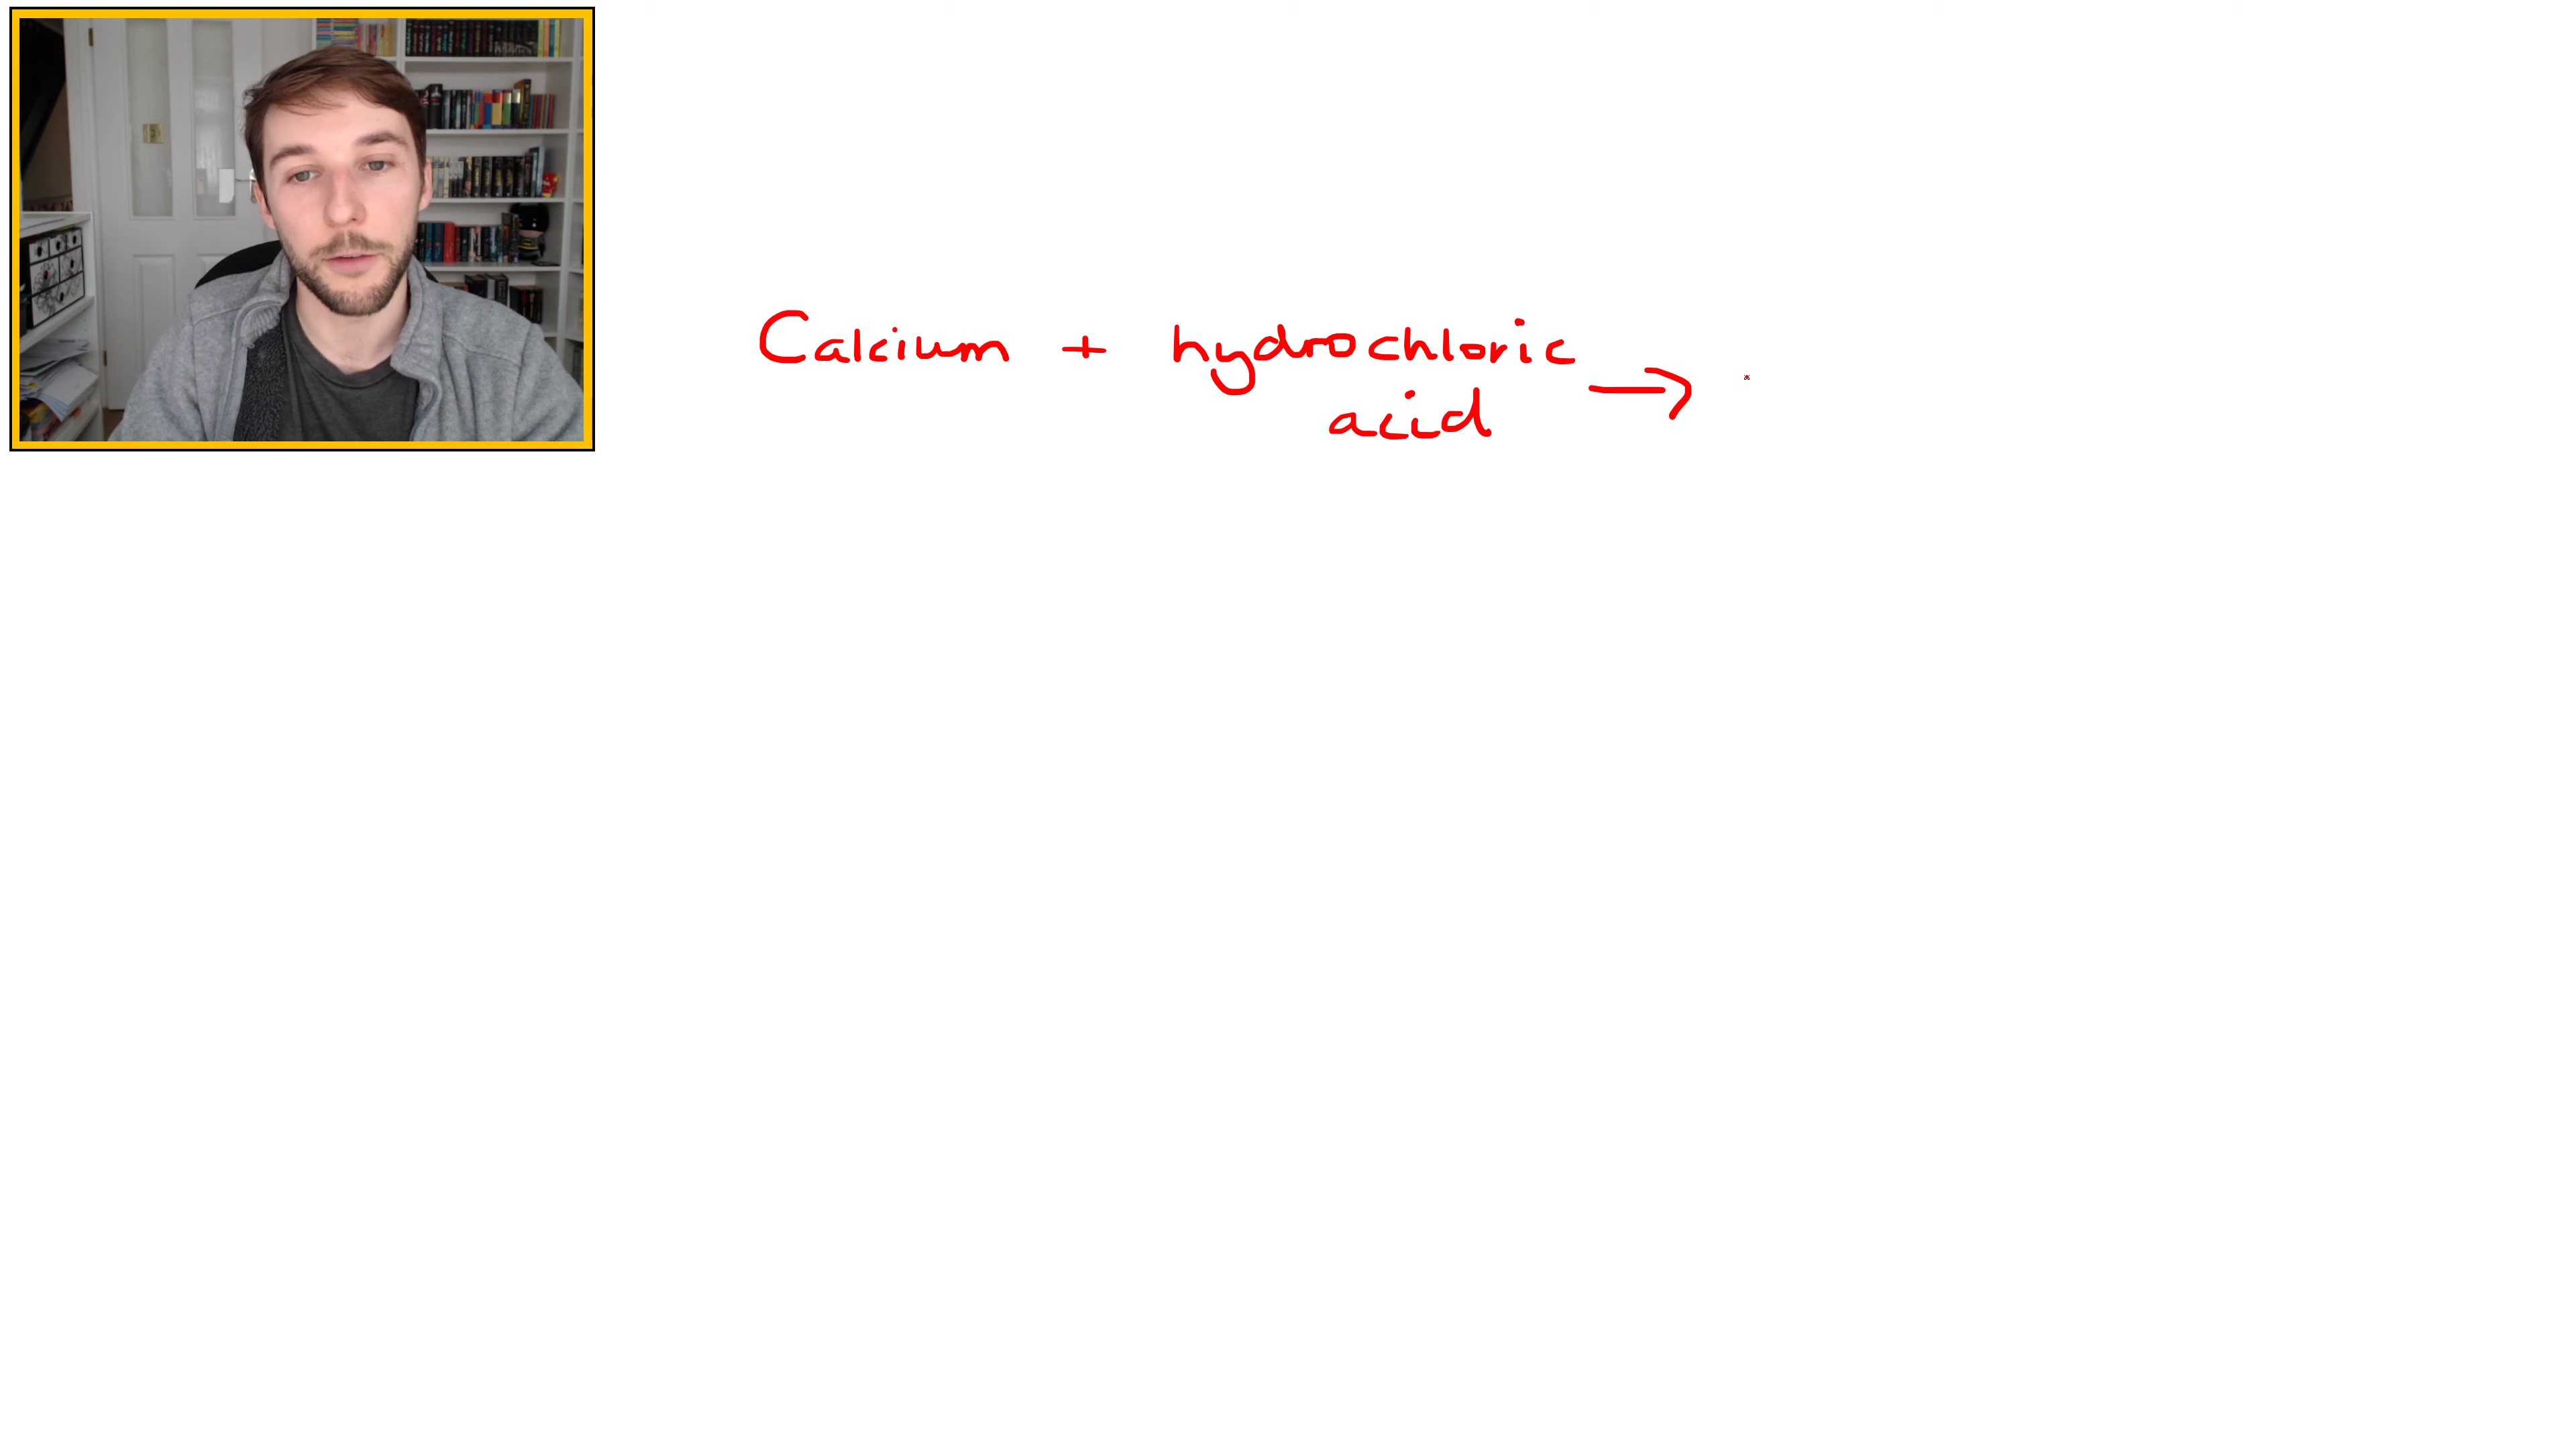 Calcium + hydrochloric →
acid